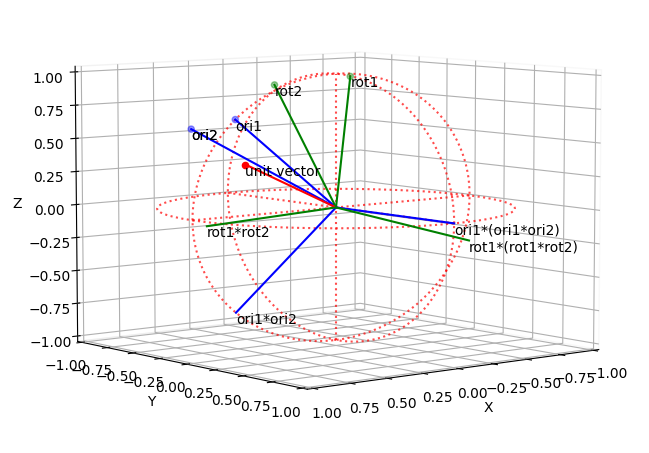 1.00
0.75
0.50
0.25
0.00
−0.25
−0.50
−0.75
−1.00
Z
rot1
rot2
ori1
ori2
unit vector
ori1*(ori1*ori2)
rot1*rot2
rot1*(rot1*rot2)
ori1*ori2
−1.00
−0.75
−0.50
−0.25
0.00
0.25
0.50
0.75
1.00
Y
1.00
0.75
0.50
0.25
0.00
−0.25
−0.50
−0.75
−1.00
X